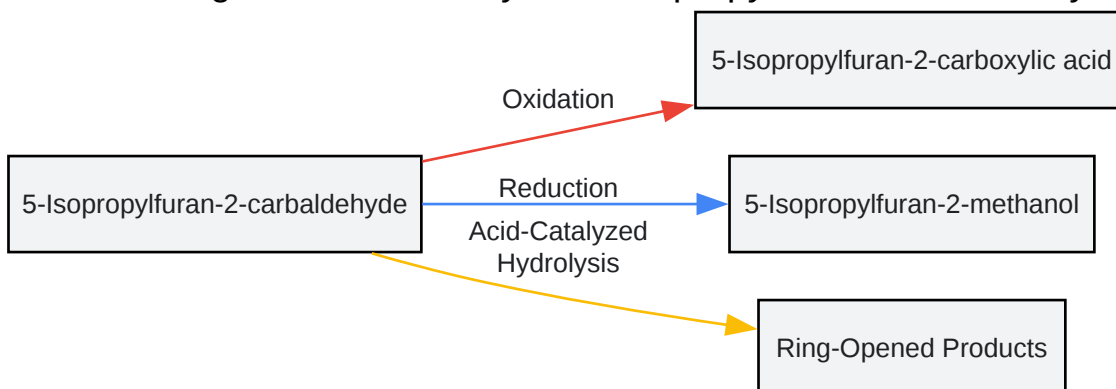 5-Isopropylfuran-2-carboxylic acid
Oxidation
5-Isopropylfuran-2-carbaldehyde
Reduction
5-Isopropylfuran-2-methanol
Acid-Catalyzed
Hydrolysis
Ring-Opened Products